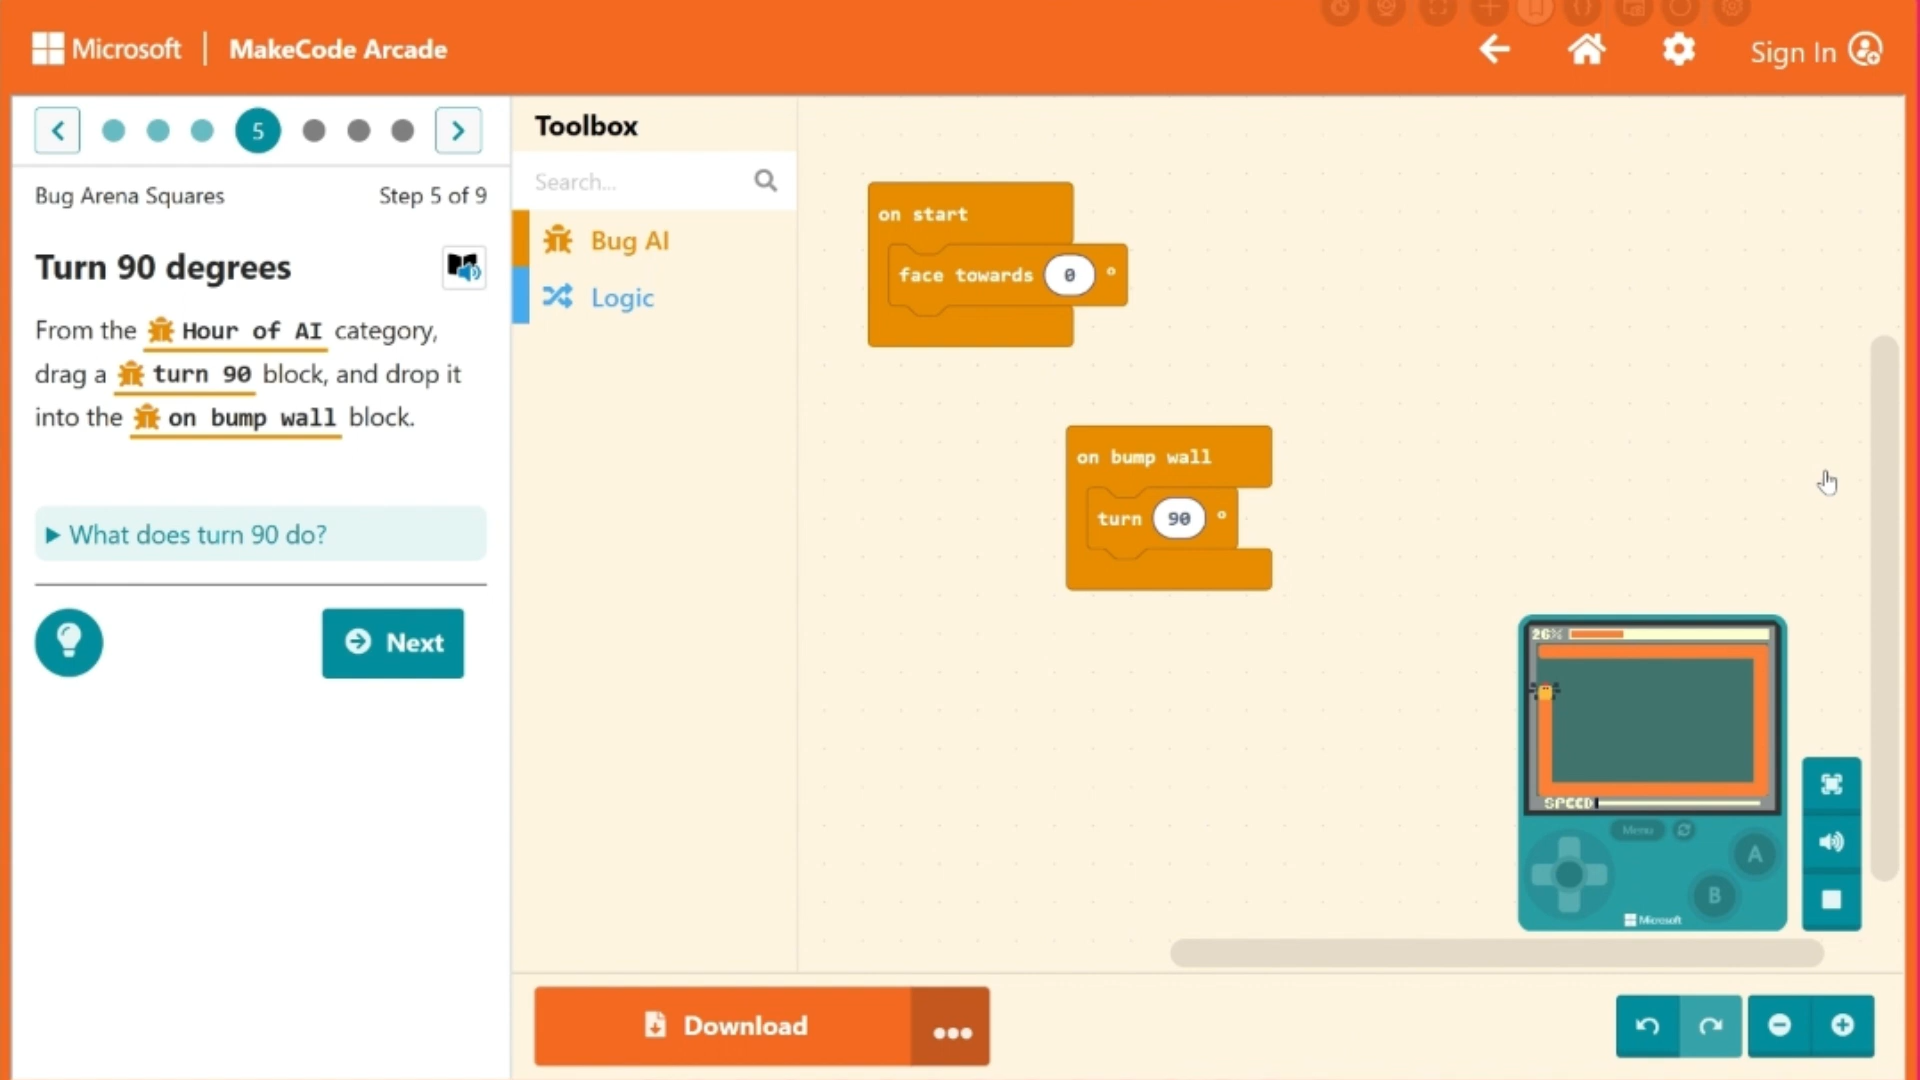 Microsoft | MakeCode Arcade
Sign In
5
Bug Arena Squares
Step 5 of 9
Turn 90 degrees
From the Hour of AI category,
drag a turn 90 block, and drop it
into the on bump wall block.
What does turn 90 do?
Next
Toolbox
Search...
Bug AI
Logic
on start
face towards 0 °
on bump wall
turn 90 °
26%
SPEED
Menu
A
B
Microsoft
Download